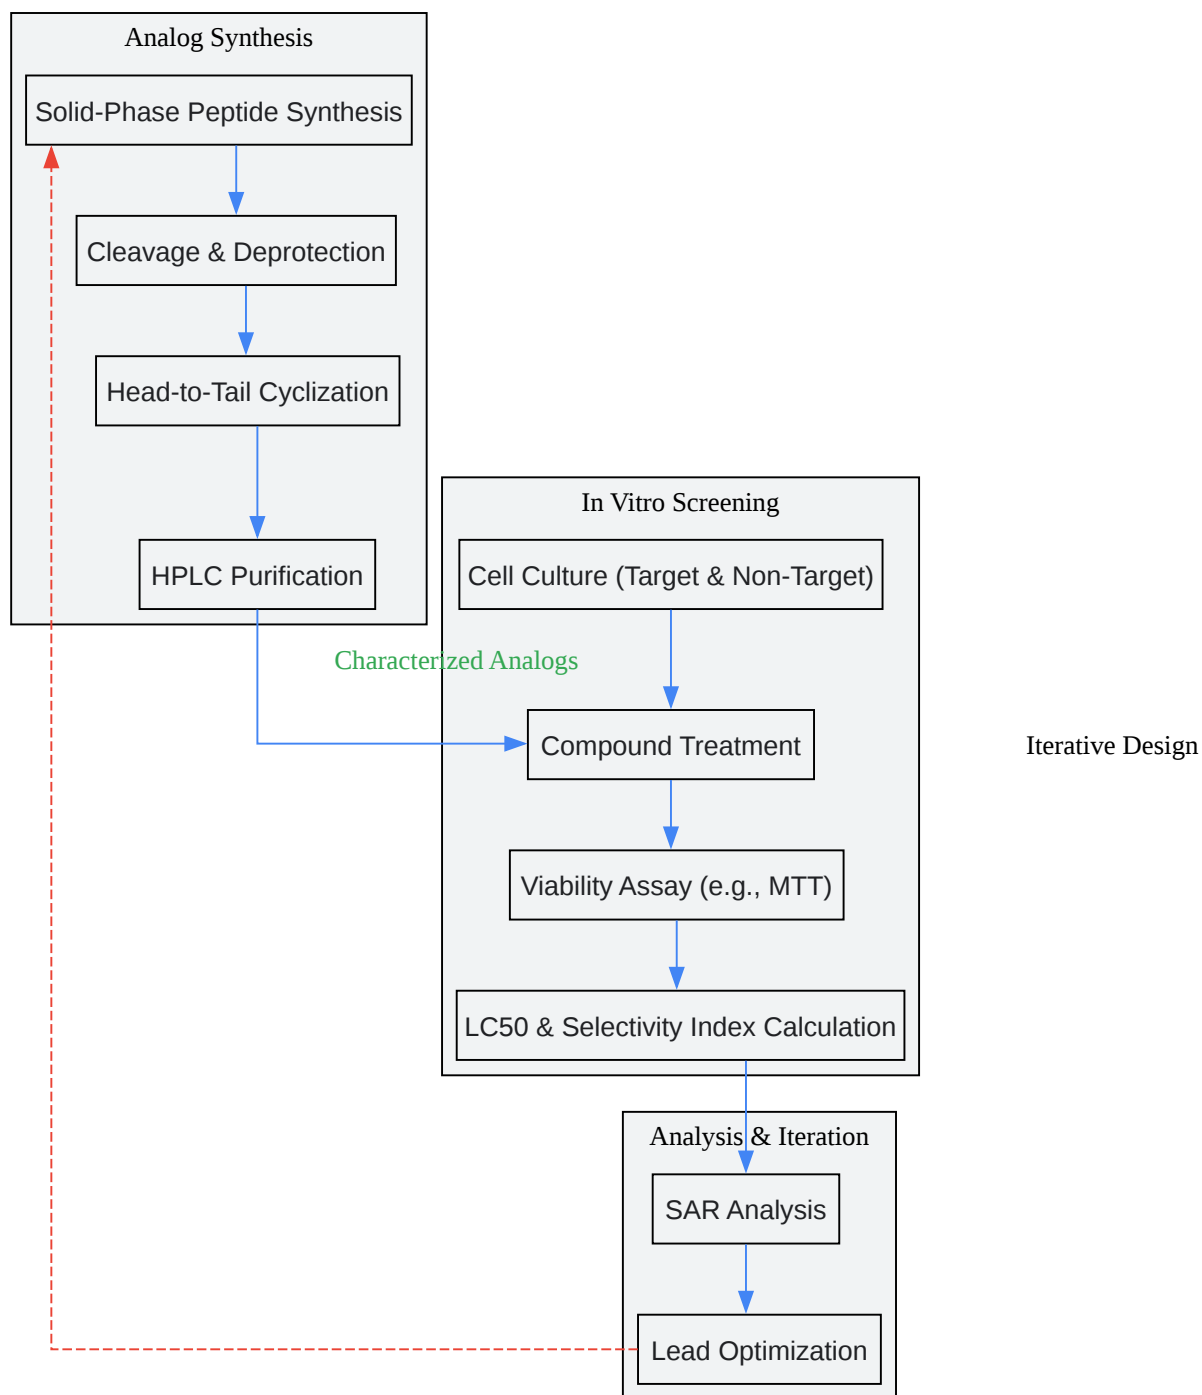 Analog Synthesis
Solid-Phase Peptide Synthesis
Cleavage & Deprotection
Head-to-Tail Cyclization
HPLC Purification
In Vitro Screening
Cell Culture (Target & Non-Target)
Characterized Analogs
Compound Treatment
Iterative Design
Viability Assay (e.g., MTT)
LC50 & Selectivity Index Calculation
Analysis & Iteration
SAR Analysis
Lead Optimization